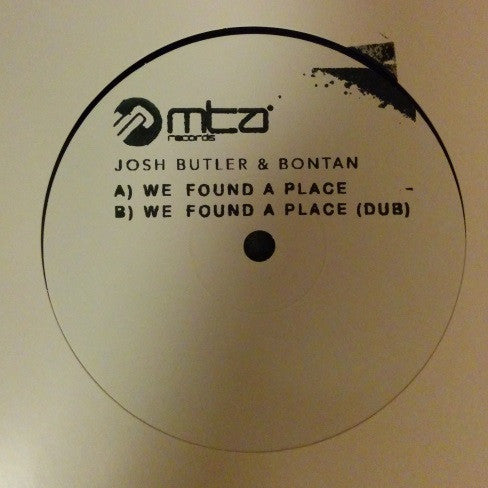 mta
records
JOSH BUTLER & BONTAN
A) WE FOUND A PLACE -
B) WE FOUND A PLACE (DUB)